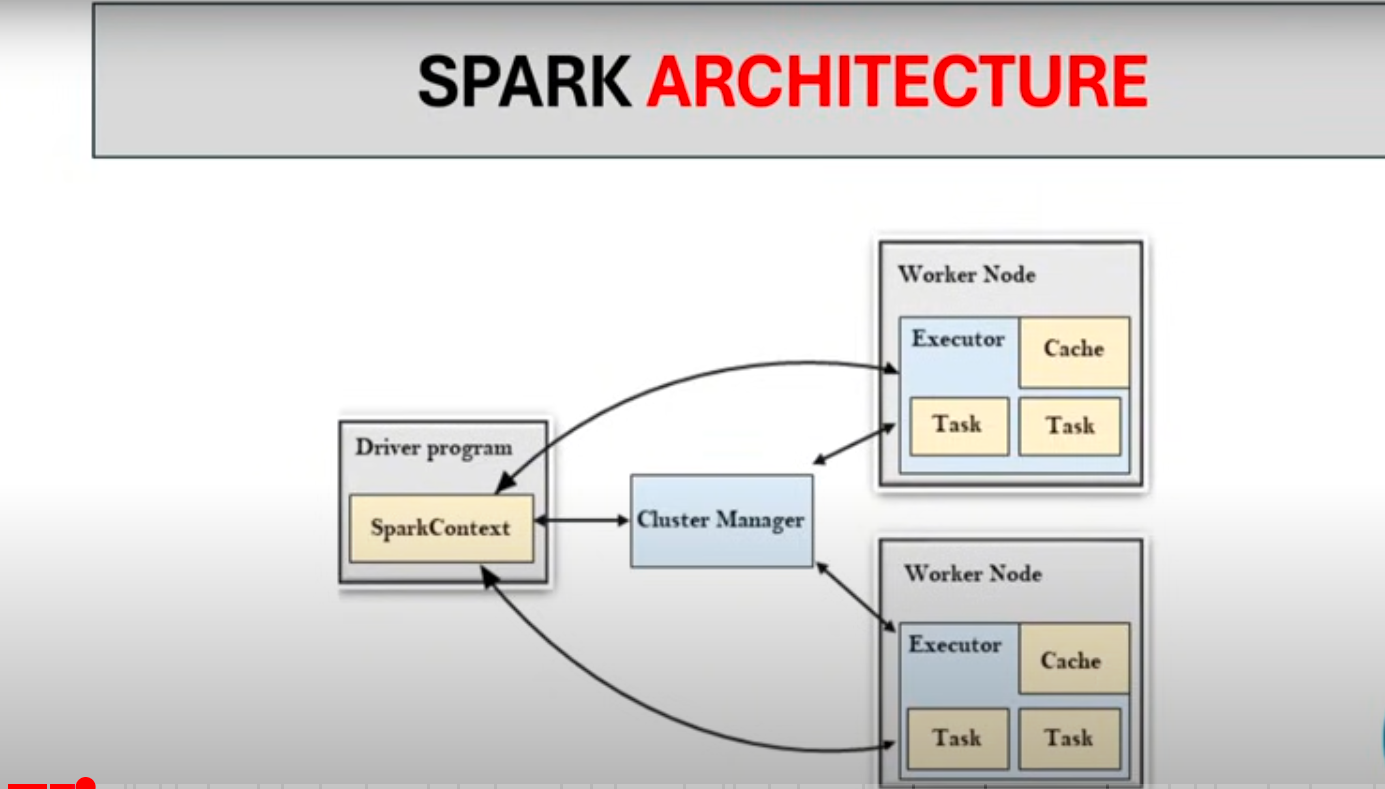 SPARK ARCHITECTURE
Worker Node
Executor
Cache
Task
Task
Driver program
SparkContext
Cluster Manager
Worker Node
Executor
Cache
Task
Task